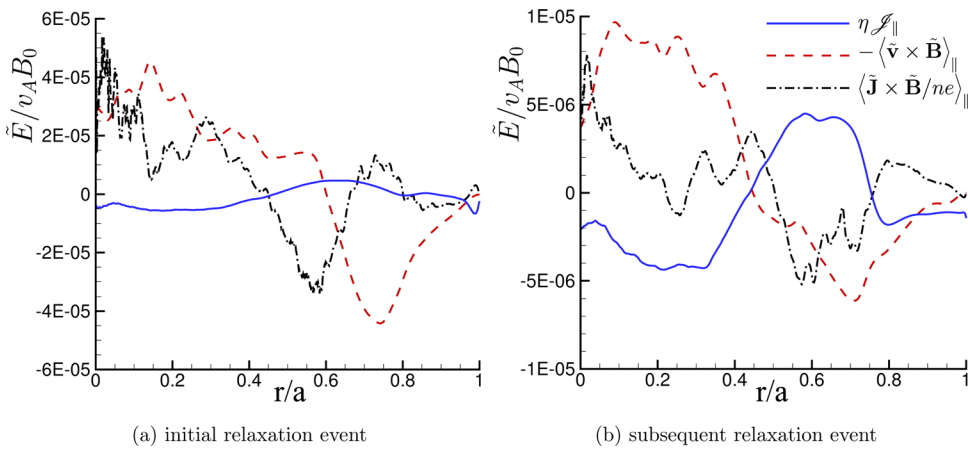 6E-05
4E-05
2E-05
0
-2E-05
-4E-05
-6E-05
Ẽ/v_A B_0
0 0.2 0.4 0.6 0.8 1
r/a
(a) initial relaxation event
1E-05
5E-06
0
-5E-06
-1E-05
Ẽ/v_A B_0
0 0.2 0.4 0.6 0.8 1
r/a
η𝒥_∥
−⟨ṽ × B̃⟩_∥
⟨J̃ × B̃/ne⟩_∥
(b) subsequent relaxation event